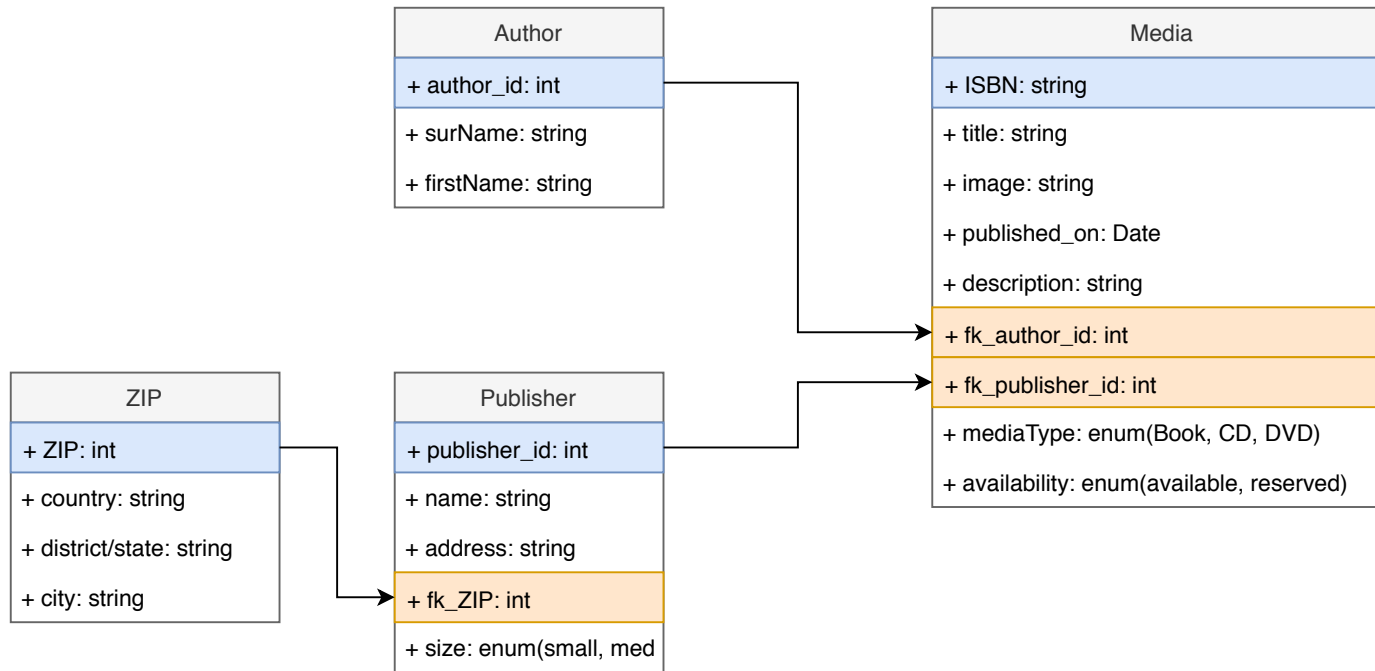 Author
+ author_id: int
+ surName: string
+ firstName: string
Media
+ ISBN: string
+ title: string
+ image: string
+ published_on: Date
+ description: string
+ fk_author_id: int
+ fk_publisher_id: int
+ mediaType: enum(Book, CD, DVD)
+ availability: enum(available, reserved)
ZIP
+ ZIP: int
+ country: string
+ district/state: string
+ city: string
Publisher
+ publisher_id: int
+ name: string
+ address: string
+ fk_ZIP: int
+ size: enum(small, med